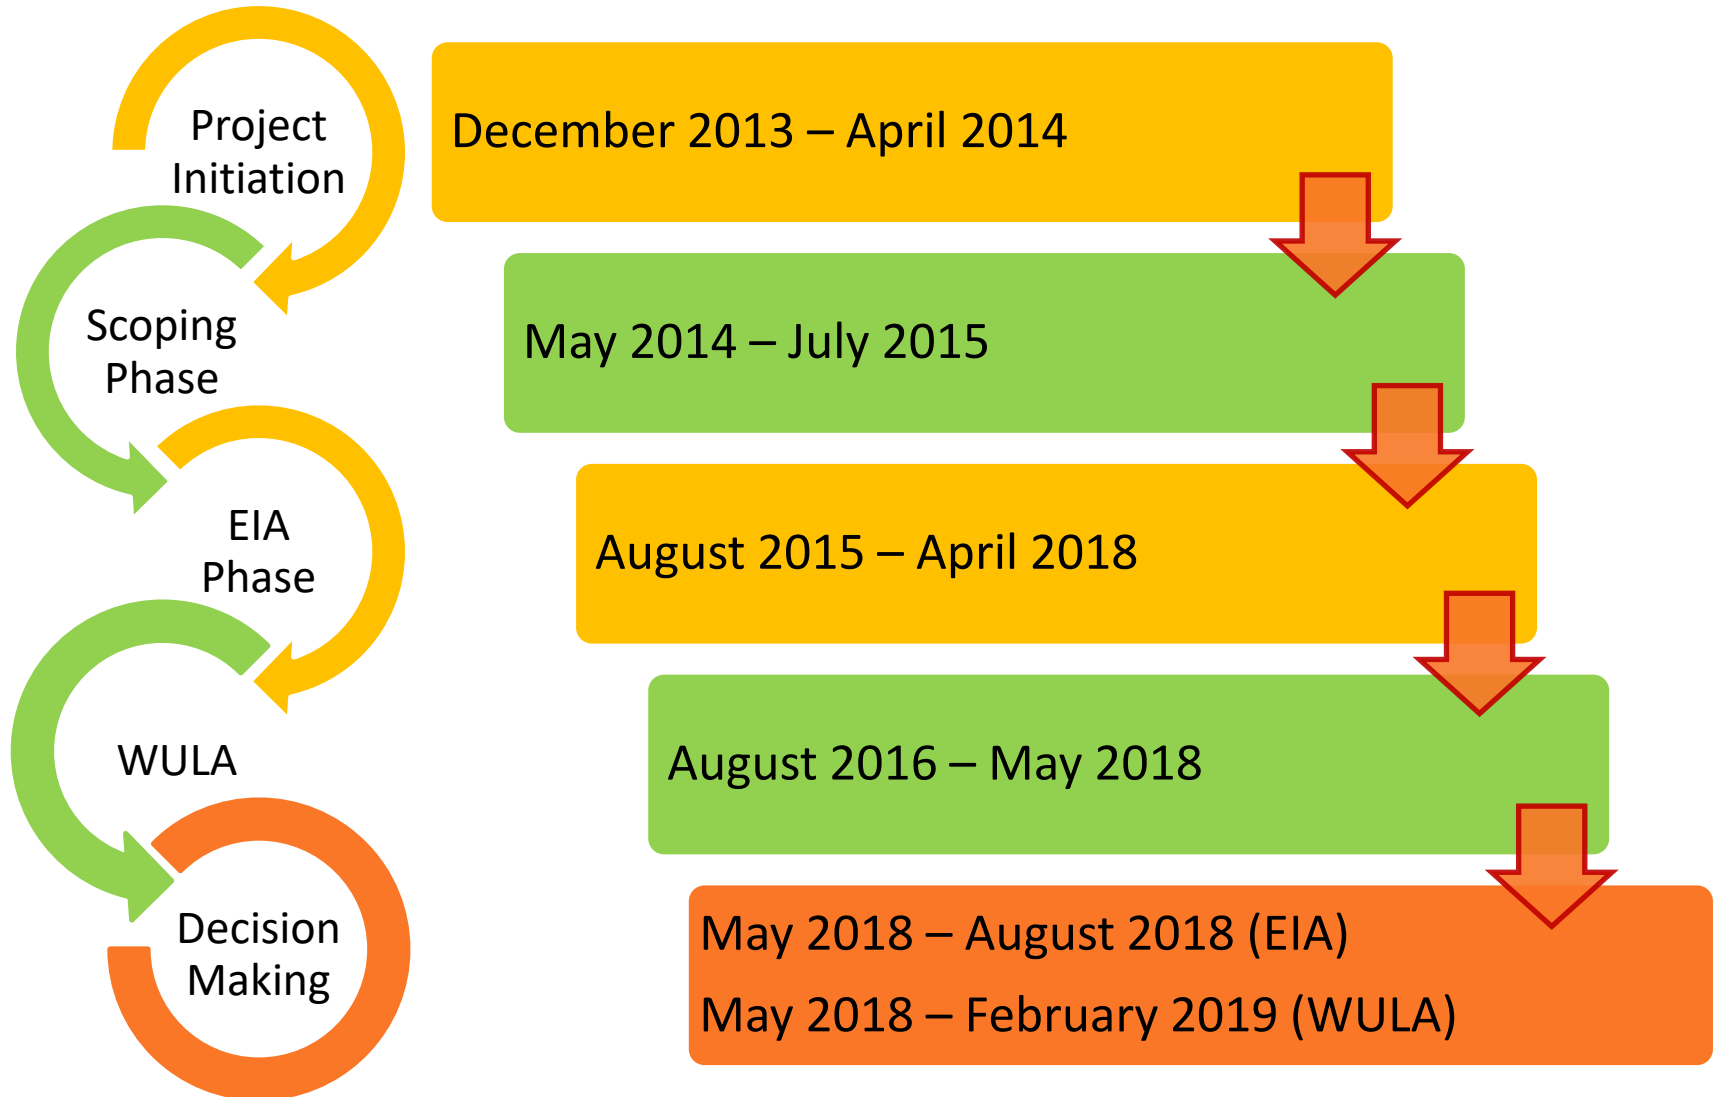 Project
Initiation
December 2013 – April 2014
Scoping
Phase
May 2014 – July 2015
EIA
Phase
August 2015 – April 2018
WULA
August 2016 – May 2018
Decision
Making
May 2018 – August 2018 (EIA)
May 2018 – February 2019 (WULA)